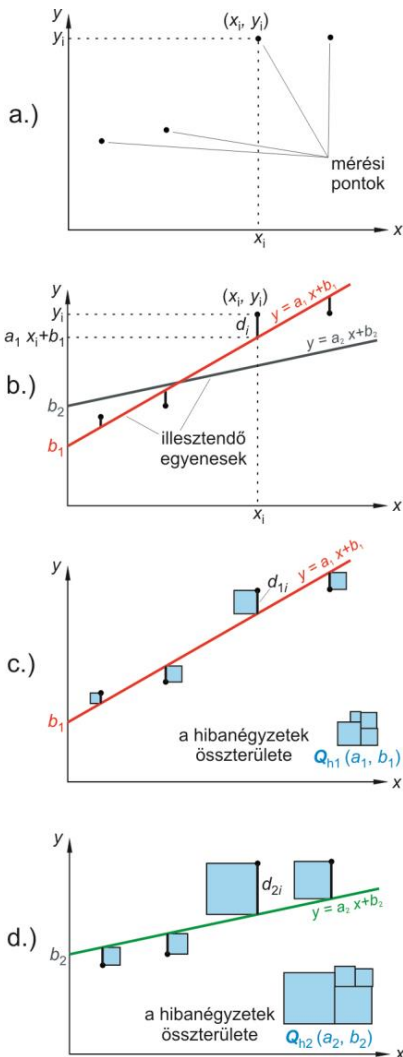 a.)
y
(xᵢ, yᵢ)
yᵢ
mérési
pontok
xᵢ
x
b.)
y
(xᵢ, yᵢ)
yᵢ
dᵢ
a₁ xᵢ+b₁
y = a₁ x+b₁
y = a₂ x+b₂
b₂
b₁
illesztendő
egyenesek
xᵢ
x
c.)
y
y = a₁ x+b₁
d₁ᵢ
b₁
a hibanégyzetek
összterülete
Qₕ₁ (a₁, b₁)
x
d.)
y
d₂ᵢ
y = a₂ x+b₂
b₂
a hibanégyzetek
összterülete
Qₕ₂ (a₂, b₂)
x